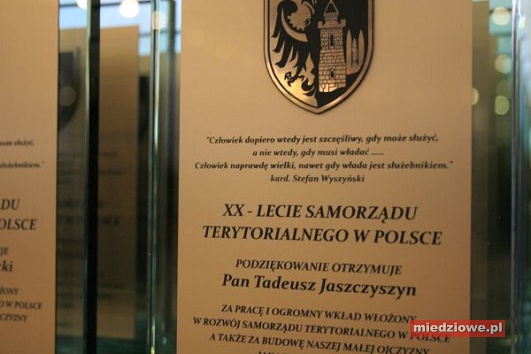 "Człowiek dopiero wtedy jest szczęśliwy, gdy może służyć,
a nie wtedy, gdy musi władać .....
Człowiek naprawdę wielki, nawet gdy włada jest służebnikiem."
kard. Stefan Wyszyński
XX - LECIE SAMORZĄDU
TERYTORIALNEGO W POLSCE
PODZIĘKOWANIE OTRZYMUJE
Pan Tadeusz Jaszczyszyn
ZA PRACĘ I OGROMNY WKŁAD WŁOŻONY
W ROZWÓJ SAMORZĄDU TERYTORIALNEGO W POLSCE
A TAKŻE ZA BUDOWĘ NASZEJ MAŁEJ OJCZYZNY
miedziowe.pl